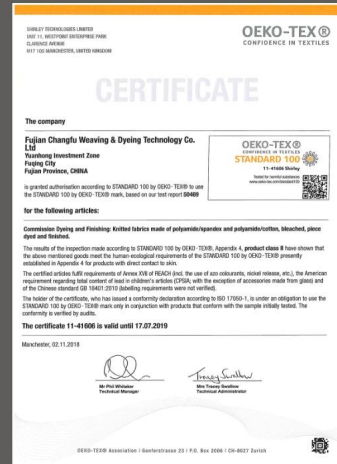 SHIRLEY TECHNOLOGIES LIMITED
UNIT 11, WESTPOINT ENTERPRISE PARK
CLARENCE AVENUE
M17 1QS MANCHESTER, UNITED KINGDOM
OEKO-TEX®
CONFIDENCE IN TEXTILES
CERTIFICATE
The company
Fujian Changfu Weaving & Dyeing Technology Co.
Ltd
Yuanhong Investment Zone
Fuqing City
Fujian Province, CHINA
OEKO-TEX®
CONFIDENCE IN TEXTILES
STANDARD 100
11-41606 Shirley
Tested for harmful substances
www.oeko-tex.com/standard100
is granted authorisation according to STANDARD 100 by OEKO-TEX® to use
the STANDARD 100 by OEKO-TEX® mark, based on our test report 50469
for the following articles:
Commission Dyeing and Finishing: Knitted fabrics made of polyamide/spandex and polyamide/cotton, bleached, piece
dyed and finished.
The results of the inspection made according to STANDARD 100 by OEKO-TEX®, Appendix 4, product class II have shown that
the above mentioned goods meet the human-ecological requirements of the STANDARD 100 by OEKO-TEX® presently
established in Appendix 4 for products with direct contact to skin.
The certified articles fulfil requirements of Annex XVII of REACH (incl. the use of azo colourants, nickel release, etc.), the American
requirement regarding total content of lead in children's articles (CPSIA; with the exception of accessories made from glass) and
of the Chinese standard GB 18401:2010 (labelling requirements were not verified).
The holder of the certificate, who has issued a conformity declaration according to ISO 17050-1, is under an obligation to use the
STANDARD 100 by OEKO-TEX® mark only in conjunction with products that conform with the sample initially tested. The
conformity is verified by audits.
The certificate 11-41606 is valid until 17.07.2019
Manchester, 02.11.2018
Tracey Swallow
Mr Phil Whitaker
Technical Manager
Mrs Tracey Swallow
Technical Administrator
OEKO-TEX® Association | Genferstrasse 23 | P.O. Box 2006 | CH-8027 Zurich